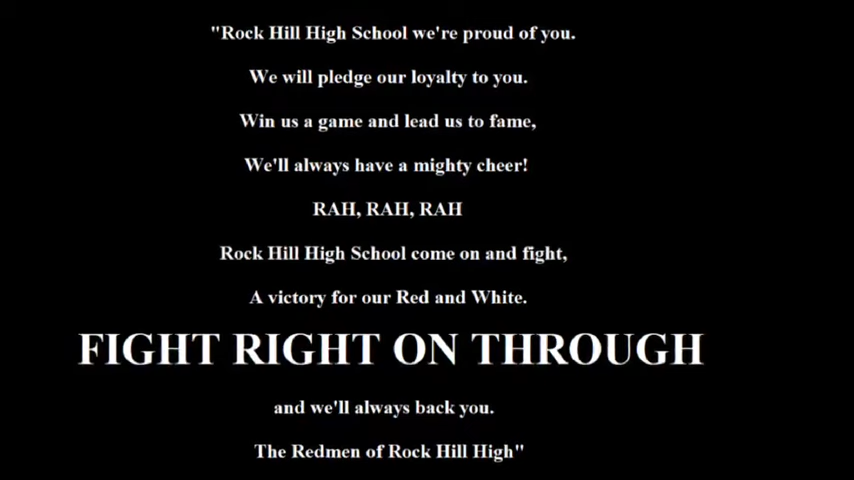 "Rock Hill High School we're proud of you.
We will pledge our loyalty to you.
Win us a game and lead us to fame,
We'll always have a mighty cheer!
RAH, RAH, RAH
Rock Hill High School come on and fight,
A victory for our Red and White.
FIGHT RIGHT ON THROUGH
and we'll always back you.
The Redmen of Rock Hill High"